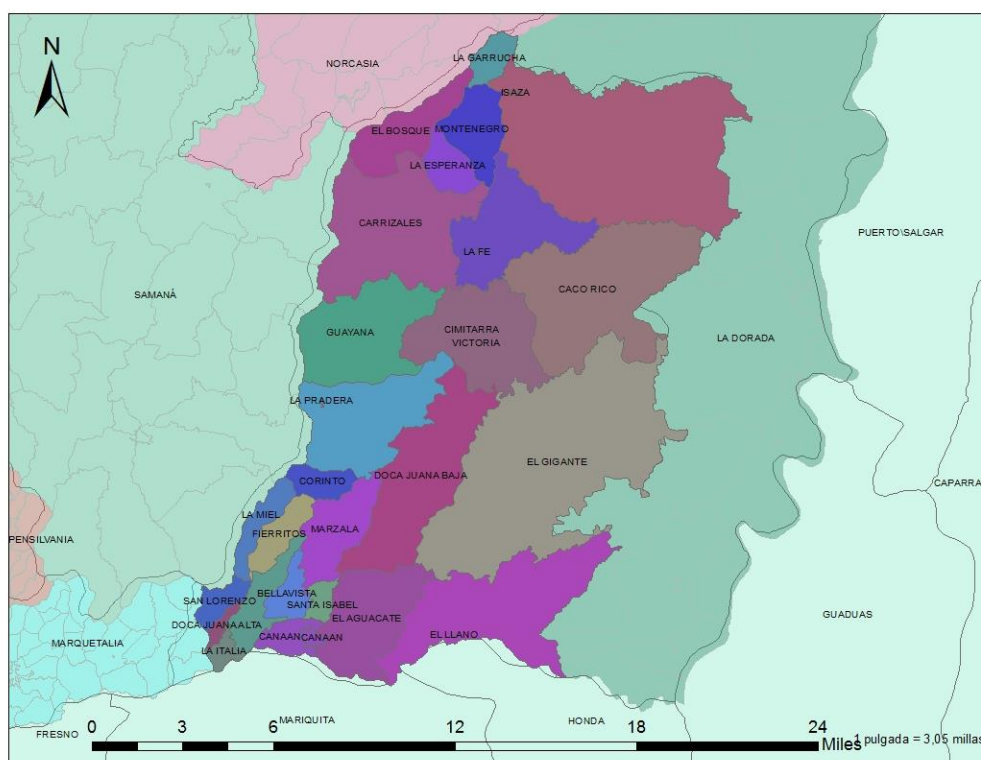 N
LA GARRUCHA
NORCASIA
ISAZA
EL BOSQUE
MONTENEGRO
LA ESPERANZA
CARRIZALES
PUERTO\SALGAR
LA FE
CACO RICO
SAMANÁ
GUAYANA
CIMITARRA
VICTORIA
LA DORADA
LA PRADERA
EL GIGANTE
DOCA JUANA BAJA
CORINTO
CAPARRA
LA MIEL
FIERRITOS
MARZALA
PENSILVANIA
BELLAVISTA
SAN LORENZO
SANTA ISABEL
GUADUAS
DOCA JUANA ALTA
EL AGUACATE
CANAAN
CANAAN
EL LLANO
MARQUETALIA
LA ITALIA
MARIQUITA
HONDA
FRESNO
0 3 6 12 18 24
Miles
1 pulgada = 3,05 millas